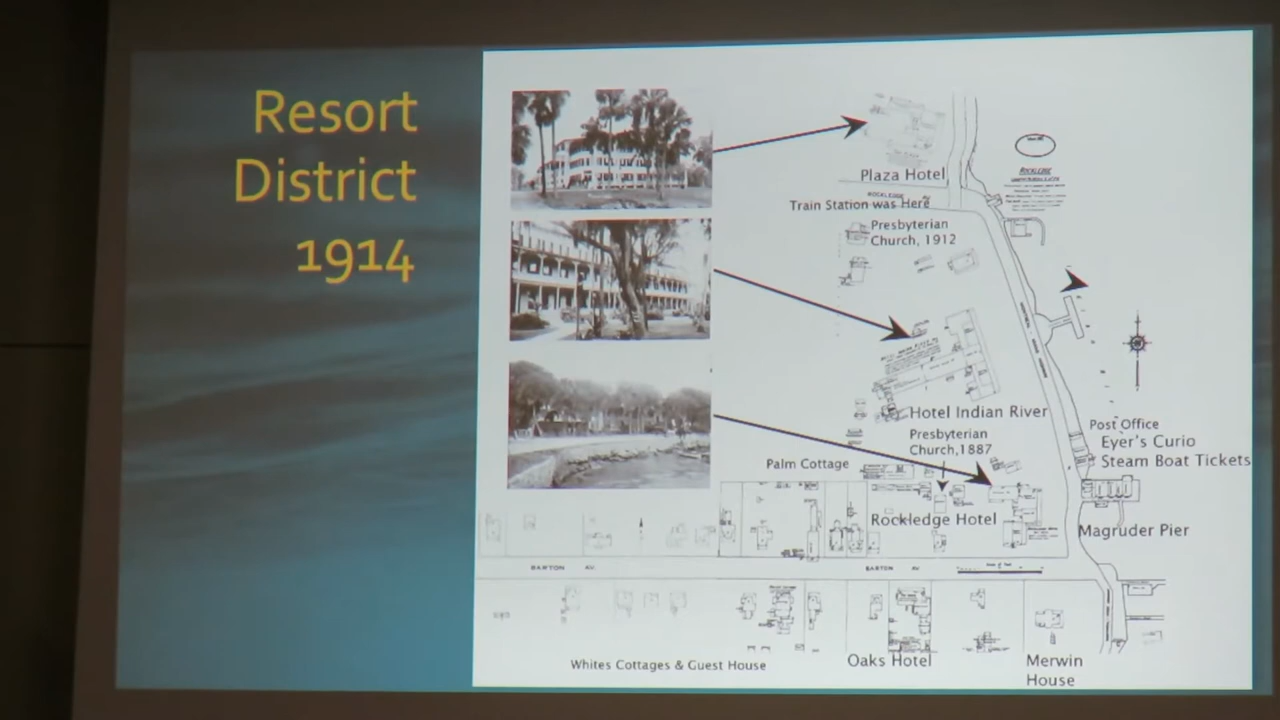 Resort
District
1914
Plaza Hotel
ROCKLEDGE
Train Station was Here
ROCKLEDGE
Presbyterian
Church, 1912
Hotel Indian River
Presbyterian
Church,1887
Post Office
Eyer's Curio
Steam Boat Tickets
Palm Cottage
Rockledge Hotel
Magruder Pier
BARTON AV
BARTON AV
Whites Cottages & Guest House
Oaks Hotel
Merwin
House